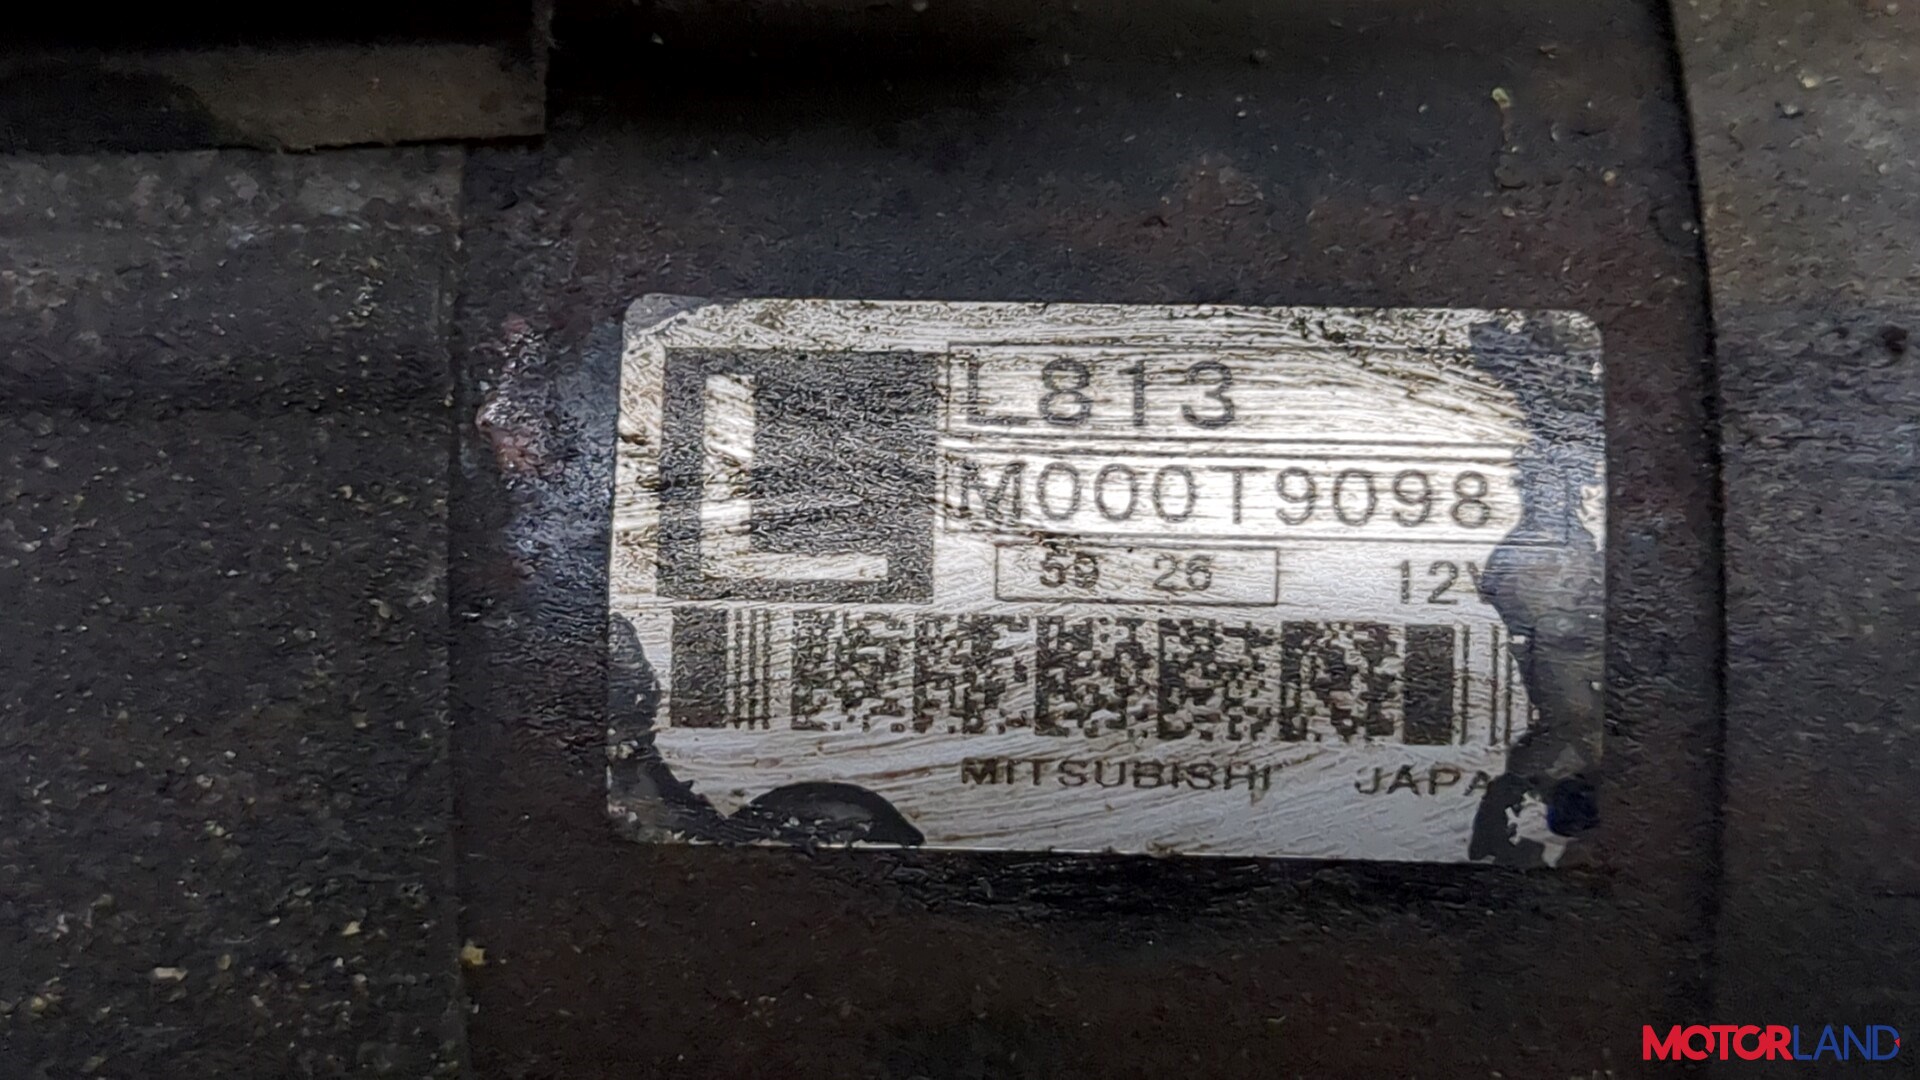 L
L813
M000T9098
59 26 12V
MITSUBISHI JAPA
MOTORLAND